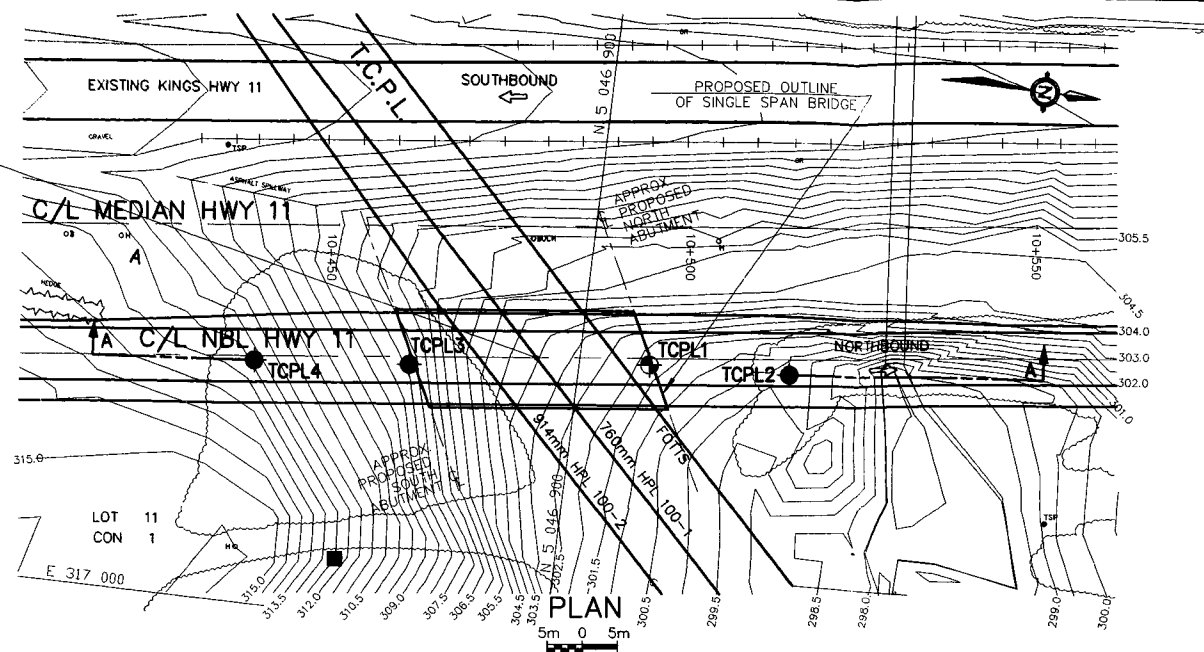 T.C.P.L.
EXISTING KINGS HWY 11
SOUTHBOUND
N 5 046 900
PROPOSED OUTLINE
OF SINGLE SPAN BRIDGE
N
GRAVEL
TSP
ASPHALT SPILLWAY
C/L MEDIAN HWY 11
A
10+450
APPROX
PROPOSED
NORTH
ABUTMENT
10+500
10+550
305.5
304.5
304.0
303.0
302.0
301.0
HEDGE
A
C/L NBL HWY 11
TCPL4
TCPL3
TCPL1
TCPL2
NORTHBOUND
A
914mm HPL 100-2
760mm HPL 100-1
FOTTS
APPROX
PROPOSED
SOUTH
ABUTMENT
315.0
LOT 11
CON 1
E 317 000
N 5 046 900
TSP
315.0
313.5
312.0
310.5
309.0
307.5
306.5
305.5
304.5
303.5
302.5
301.5
300.5
299.5
298.5
298.0
299.0
300.0
PLAN
5m 0 5m